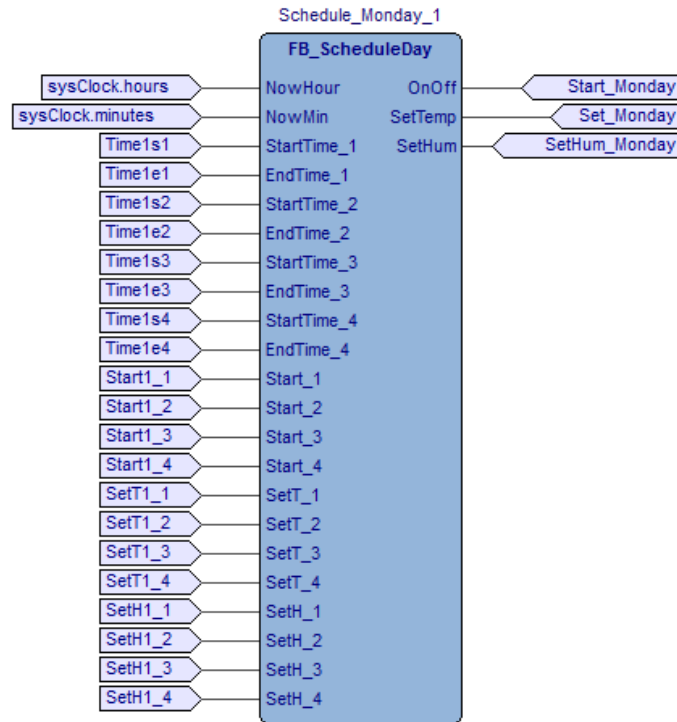 Schedule_Monday_1
FB_ScheduleDay
sysClock.hours NowHour OnOff Start_Monday
sysClock.minutes NowMin SetTemp Set_Monday
Time1s1 StartTime_1 SetHum SetHum_Monday
Time1e1 EndTime_1
Time1s2 StartTime_2
Time1e2 EndTime_2
Time1s3 StartTime_3
Time1e3 EndTime_3
Time1s4 StartTime_4
Time1e4 EndTime_4
Start1_1 Start_1
Start1_2 Start_2
Start1_3 Start_3
Start1_4 Start_4
SetT1_1 SetT_1
SetT1_2 SetT_2
SetT1_3 SetT_3
SetT1_4 SetT_4
SetH1_1 SetH_1
SetH1_2 SetH_2
SetH1_3 SetH_3
SetH1_4 SetH_4